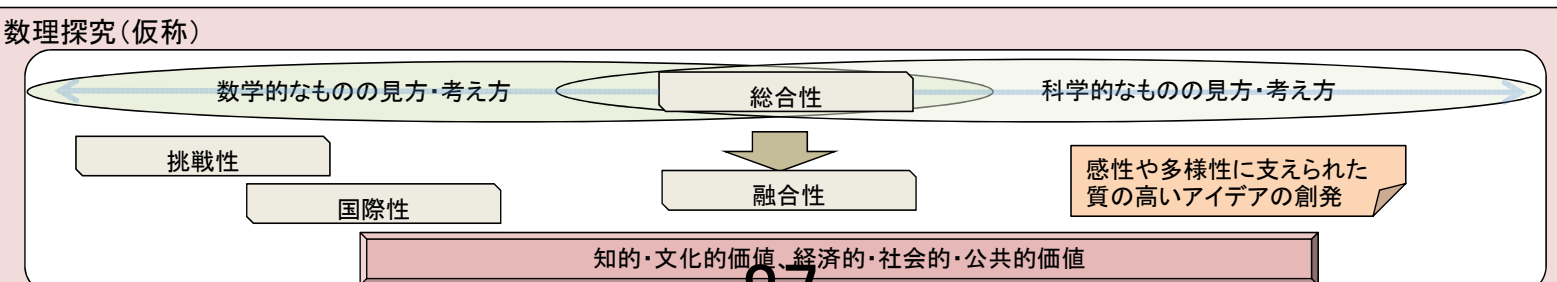 数理探究（仮称）
数学的なものの見方・考え方
総合性
科学的なものの見方・考え方
挑戦性
国際性
融合性
感性や多様性に支えられた
質の高いアイデアの創発
知的・文化的価値、経済的・社会的・公共的価値